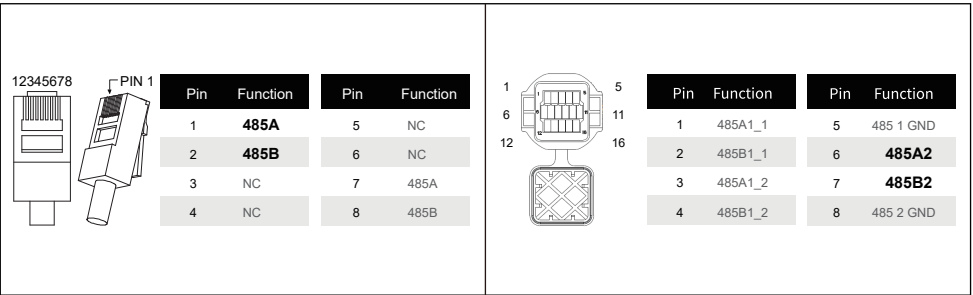 12345678
PIN 1
Pin Function Pin Function
1 485A 5 NC
2 485B 6 NC
3 NC 7 485A
4 NC 8 485B
1 5
6 11
12 16
Pin Function Pin Function
1 485A1_1 5 485 1 GND
2 485B1_1 6 485A2
3 485A1_2 7 485B2
4 485B1_2 8 485 2 GND